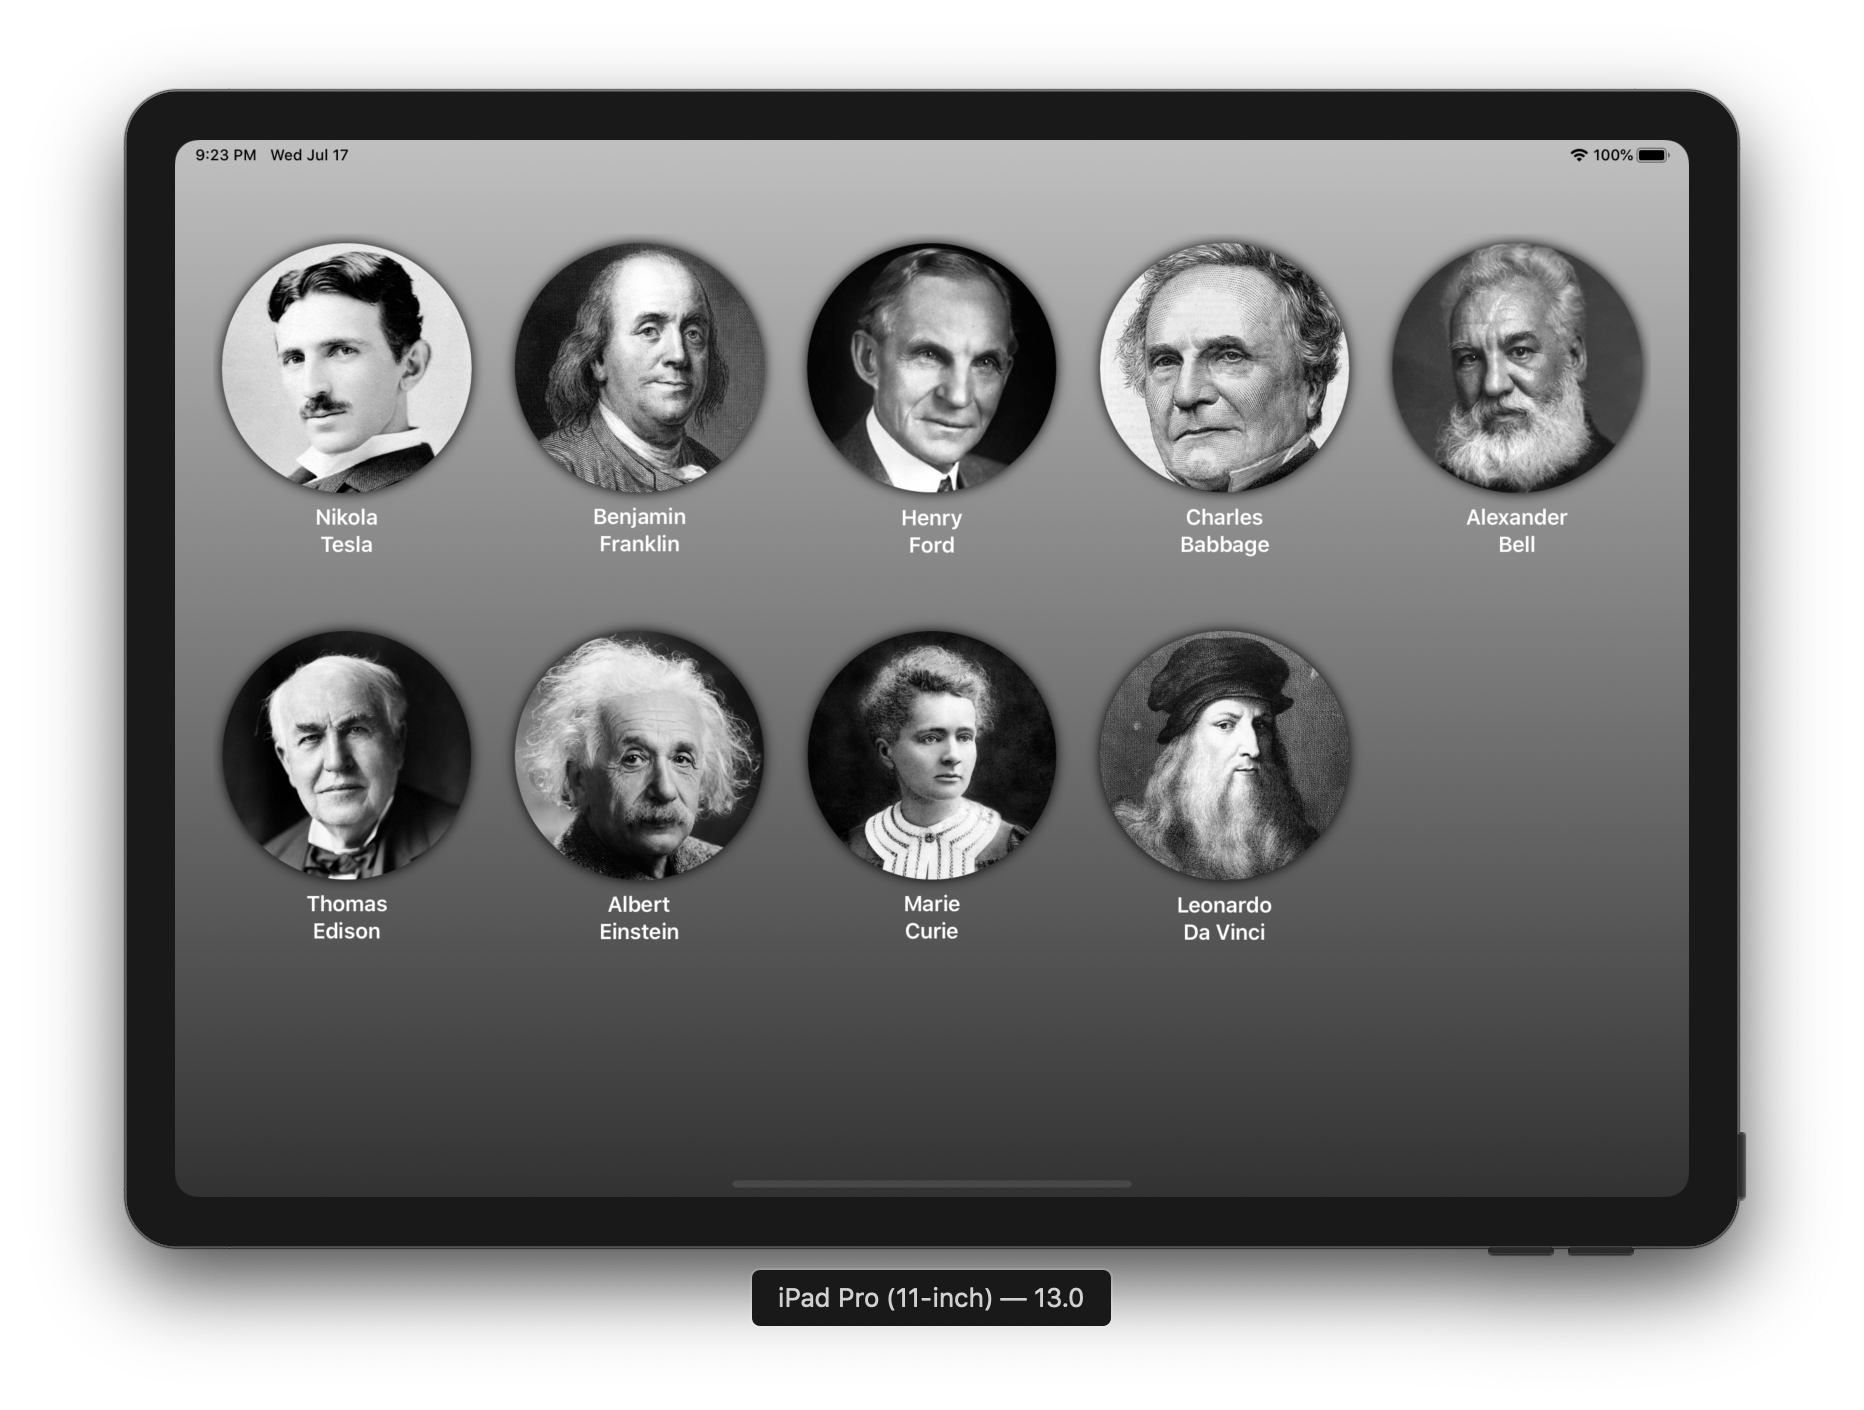 9:23 PM Wed Jul 17
100%
Nikola
Tesla
Benjamin
Franklin
Henry
Ford
Charles
Babbage
Alexander
Bell
Thomas
Edison
Albert
Einstein
Marie
Curie
Leonardo
Da Vinci
iPad Pro (11-inch) — 13.0